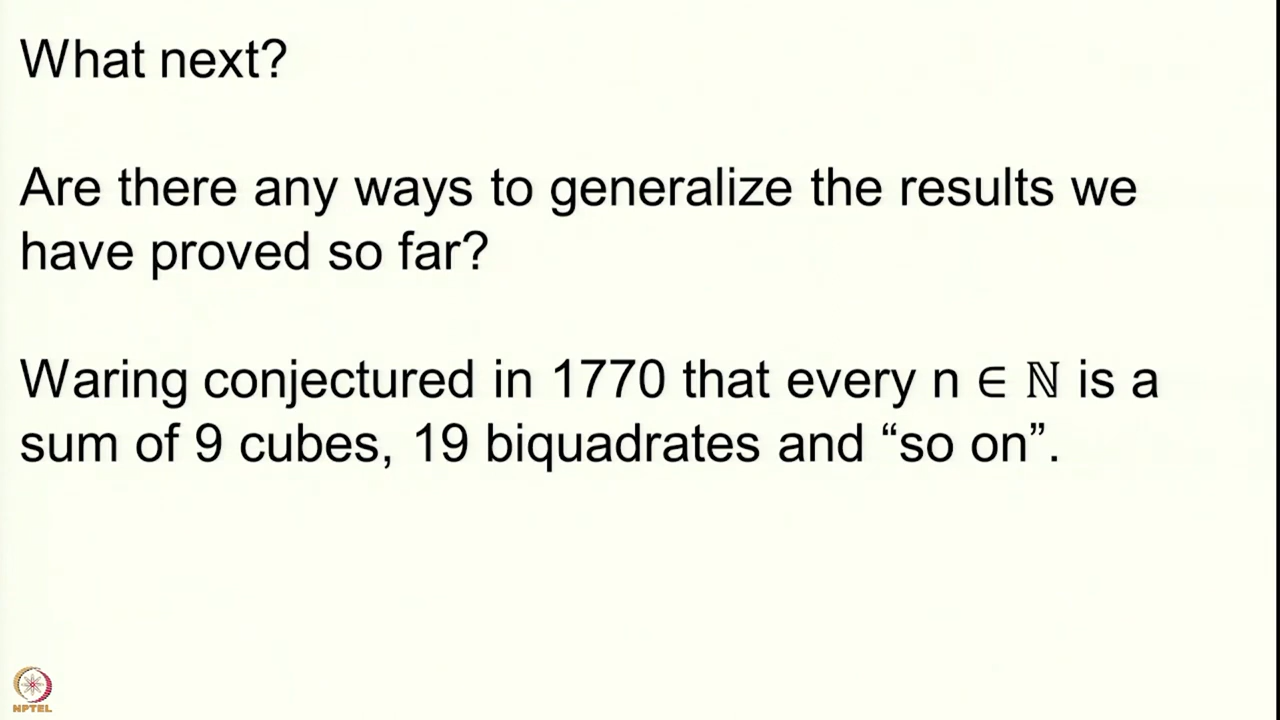 What next?
Are there any ways to generalize the results we
have proved so far?
Waring conjectured in 1770 that every n ∈ ℕ is a
sum of 9 cubes, 19 biquadrates and “so on”.
NPTEL